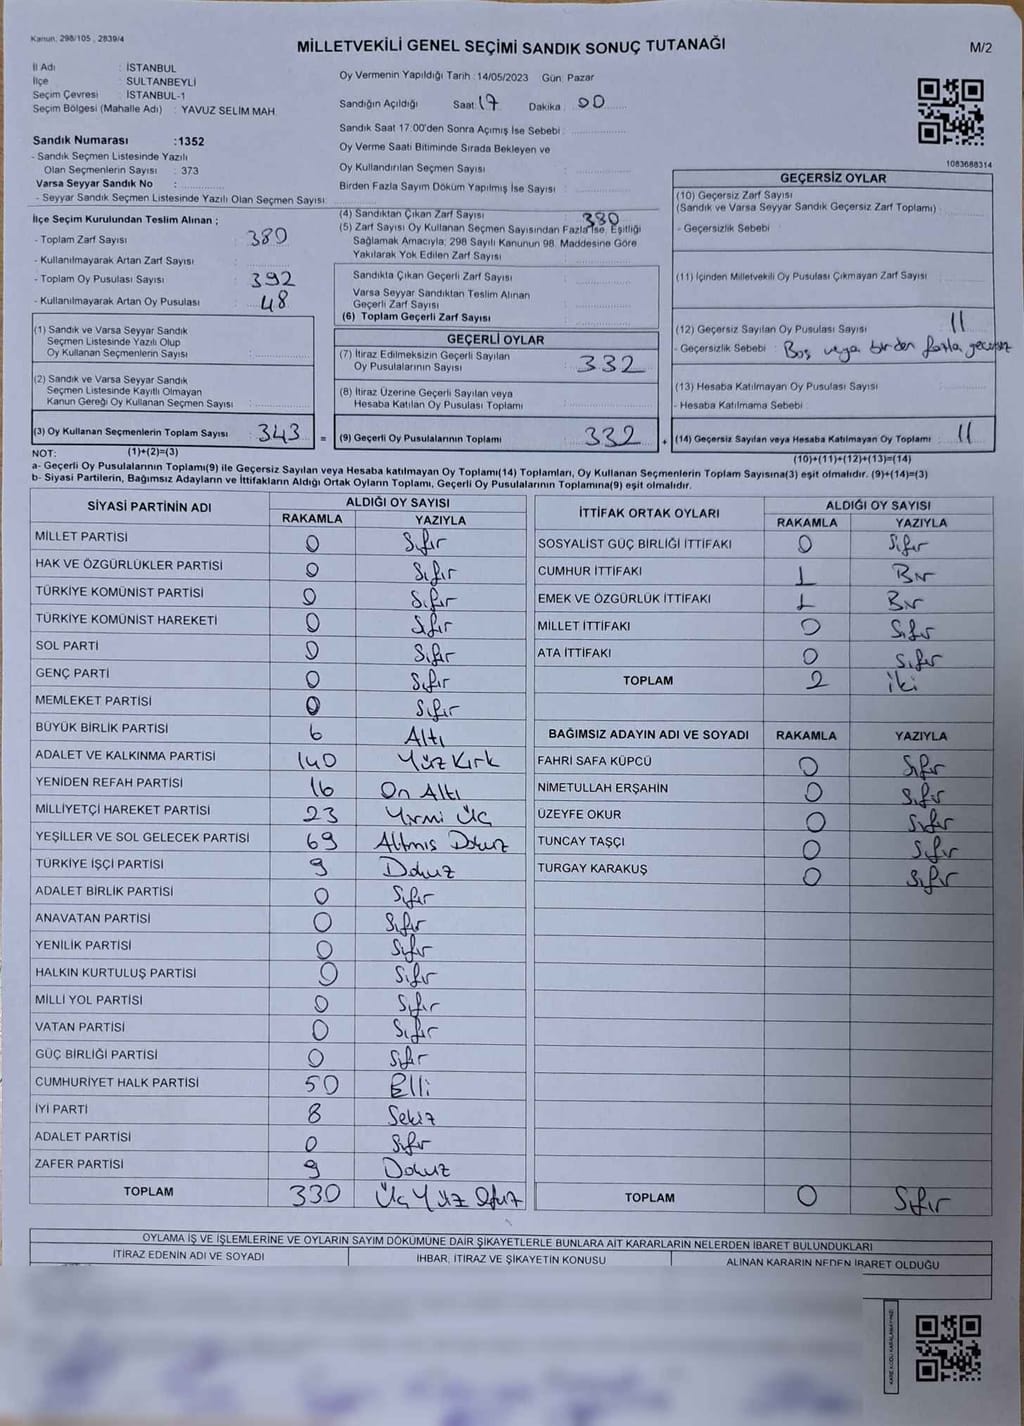 Kanun: 298/105 , 2839/4
MİLLETVEKİLİ GENEL SEÇİMİ SANDIK SONUÇ TUTANAĞI
M/2
İl Adı : İSTANBUL
İlçe : SULTANBEYLİ
Seçim Çevresi : İSTANBUL-1
Seçim Bölgesi (Mahalle Adı) : YAVUZ SELİM MAH.
Sandık Numarası :1352
- Sandık Seçmen Listesinde Yazılı
Olan Seçmenlerin Sayısı : 373
Varsa Seyyar Sandık No :
- Seyyar Sandık Seçmen Listesinde Yazılı Olan Seçmen Sayısı:
Oy Vermenin Yapıldığı Tarih : 14/05/2023 Gün: Pazar
Sandığın Açıldığı Saat: 17 Dakika : 00
Sandık Saat 17:00'den Sonra Açımış İse Sebebi :
Oy Verme Saati Bitiminde Sırada Bekleyen ve
Oy Kullandırılan Seçmen Sayısı :
Birden Fazla Sayım Döküm Yapılmış İse Sayısı :
1083688314
İlçe Seçim Kurulundan Teslim Alınan ;
- Toplam Zarf Sayısı : 380
- Kullanılmayarak Artan Zarf Sayısı :
- Toplam Oy Pusulası Sayısı : 392
- Kullanılmayarak Artan Oy Pusulası : 48
(1) Sandık ve Varsa Seyyar Sandık
Seçmen Listesinde Yazılı Olup
Oy Kullanan Seçmenlerin Sayısı :
(2) Sandık ve Varsa Seyyar Sandık
Seçmen Listesinde Kayıtlı Olmayan
Kanun Gereği Oy Kullanan Seçmen Sayısı :
(3) Oy Kullanan Seçmenlerin Toplam Sayısı : 343 =
(4) Sandıktan Çıkan Zarf Sayısı : 380
(5) Zarf Sayısı Oy Kullanan Seçmen Sayısından Fazla İse, Eşitliği
Sağlamak Amacıyla; 298 Sayılı Kanunun 98. Maddesine Göre
Yakılarak Yok Edilen Zarf Sayısı :
Sandıkta Çıkan Geçerli Zarf Sayısı :
Varsa Seyyar Sandıktan Teslim Alınan
Geçerli Zarf Sayısı :
(6) Toplam Geçerli Zarf Sayısı :
GEÇERLİ OYLAR
(7) İtiraz Edilmeksizin Geçerli Sayılan
Oy Pusulalarının Sayısı : 332
(8) İtiraz Üzerine Geçerli Sayılan veya
Hesaba Katılan Oy Pusulası Toplamı :
(9) Geçerli Oy Pusulalarının Toplamı : 332 +
GEÇERSİZ OYLAR
(10) Geçersiz Zarf Sayısı
(Sandık ve Varsa Seyyar Sandık Geçersiz Zarf Toplamı) :
- Geçersizlik Sebebi :
(11) İçinden Milletvekili Oy Pusulası Çıkmayan Zarf Sayısı :
(12) Geçersiz Sayılan Oy Pusulası Sayısı : 11
- Geçersizlik Sebebi : Boş veya birden fazla geçersiz
(13) Hesaba Katılmayan Oy Pusulası Sayısı :
- Hesaba Katılmama Sebebi :
(14) Geçersiz Sayılan veya Hesaba Katılmayan Oy Toplamı : 11
NOT: (1)+(2)=(3)
(10)+(11)+(12)+(13)=(14)
a- Geçerli Oy Pusulalarının Toplamı(9) ile Geçersiz Sayılan veya Hesaba katılmayan Oy Toplamı(14) Toplamları, Oy Kullanan Seçmenlerin Toplam Sayısına(3) eşit olmalıdır. (9)+(14)=(3)
b- Siyasi Partilerin, Bağımsız Adayların ve İttifakların Aldığı Ortak Oyların Toplamı, Geçerli Oy Pusulalarının Toplamına(9) eşit olmalıdır.
SİYASİ PARTİNİN ADI
ALDIĞI OY SAYISI
RAKAMLA YAZIYLA
MİLLET PARTİSİ 0 Sıfır
HAK VE ÖZGÜRLÜKLER PARTİSİ 0 Sıfır
TÜRKİYE KOMÜNİST PARTİSİ 0 Sıfır
TÜRKİYE KOMÜNİST HAREKETİ 0 Sıfır
SOL PARTİ 0 Sıfır
GENÇ PARTİ 0 Sıfır
MEMLEKET PARTİSİ 0 Sıfır
BÜYÜK BİRLİK PARTİSİ 6 Altı
ADALET VE KALKINMA PARTİSİ 140 Yüz Kırk
YENİDEN REFAH PARTİSİ 16 On Altı
MİLLİYETÇİ HAREKET PARTİSİ 23 Yirmi Üç
YEŞİLLER VE SOL GELECEK PARTİSİ 69 Altmış Dokuz
TÜRKİYE İŞÇİ PARTİSİ 9 Dokuz
ADALET BİRLİK PARTİSİ 0 Sıfır
ANAVATAN PARTİSİ 0 Sıfır
YENİLİK PARTİSİ 0 Sıfır
HALKIN KURTULUŞ PARTİSİ 0 Sıfır
MİLLİ YOL PARTİSİ 0 Sıfır
VATAN PARTİSİ 0 Sıfır
GÜÇ BİRLİĞİ PARTİSİ 0 Sıfır
CUMHURİYET HALK PARTİSİ 50 Elli
İYİ PARTİ 8 Sekiz
ADALET PARTİSİ 0 Sıfır
ZAFER PARTİSİ 9 Dokuz
TOPLAM 330 Üç Yüz Otuz
İTTİFAK ORTAK OYLARI
ALDIĞI OY SAYISI
RAKAMLA YAZIYLA
SOSYALİST GÜÇ BİRLİĞİ İTTİFAKI 0 Sıfır
CUMHUR İTTİFAKI 1 Bir
EMEK VE ÖZGÜRLÜK İTTİFAKI 1 Bir
MİLLET İTTİFAKI 0 Sıfır
ATA İTTİFAKI 0 Sıfır
TOPLAM 2 iki
BAĞIMSIZ ADAYIN ADI VE SOYADI RAKAMLA YAZIYLA
FAHRİ SAFA KÜPCÜ 0 Sıfır
NİMETULLAH ERŞAHİN 0 Sıfır
ÜZEYFE OKUR 0 Sıfır
TUNCAY TAŞÇI 0 Sıfır
TURGAY KARAKUŞ 0 Sıfır
TOPLAM 0 Sıfır
OYLAMA İŞ VE İŞLEMLERİNE VE OYLARIN SAYIM DÖKÜMÜNE DAİR ŞİKAYETLERLE BUNLARA AİT KARARLARIN NELERDEN İBARET BULUNDUKLARI
İTİRAZ EDENİN ADI VE SOYADI
İHBAR, İTİRAZ VE ŞİKAYETİN KONUSU
ALINAN KARARIN NEDEN İBARET OLDUĞU